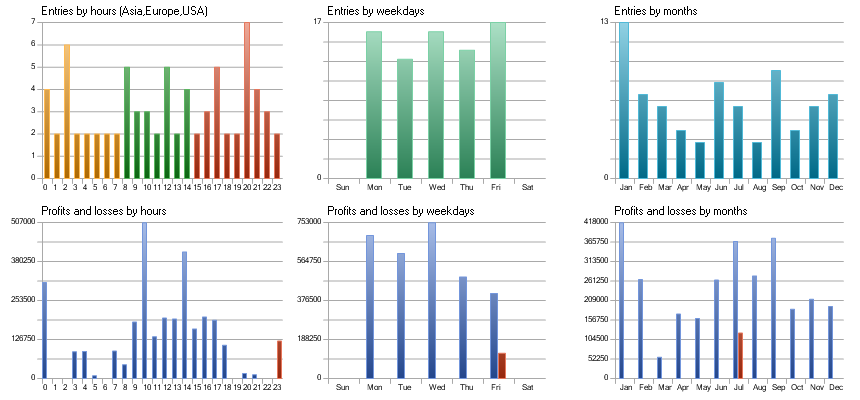 Entries by hours (Asia,Europe,USA)
7
6
5
4
3
2
1
0
0 1 2 3 4 5 6 7 8 9 10 11 12 13 14 15 16 17 18 19 20 21 22 23
Entries by weekdays
17
0
Sun Mon Tue Wed Thu Fri Sat
Entries by months
13
0
Jan Feb Mar Apr May Jun Jul Aug Sep Oct Nov Dec
Profits and losses by hours
507000
380250
253500
126750
0
0 1 2 3 4 5 6 7 8 9 10 11 12 13 14 15 16 17 18 19 20 21 22 23
Profits and losses by weekdays
753000
564750
376500
188250
0
Sun Mon Tue Wed Thu Fri Sat
Profits and losses by months
418000
365750
313500
261250
209000
156750
104500
52250
0
Jan Feb Mar Apr May Jun Jul Aug Sep Oct Nov Dec